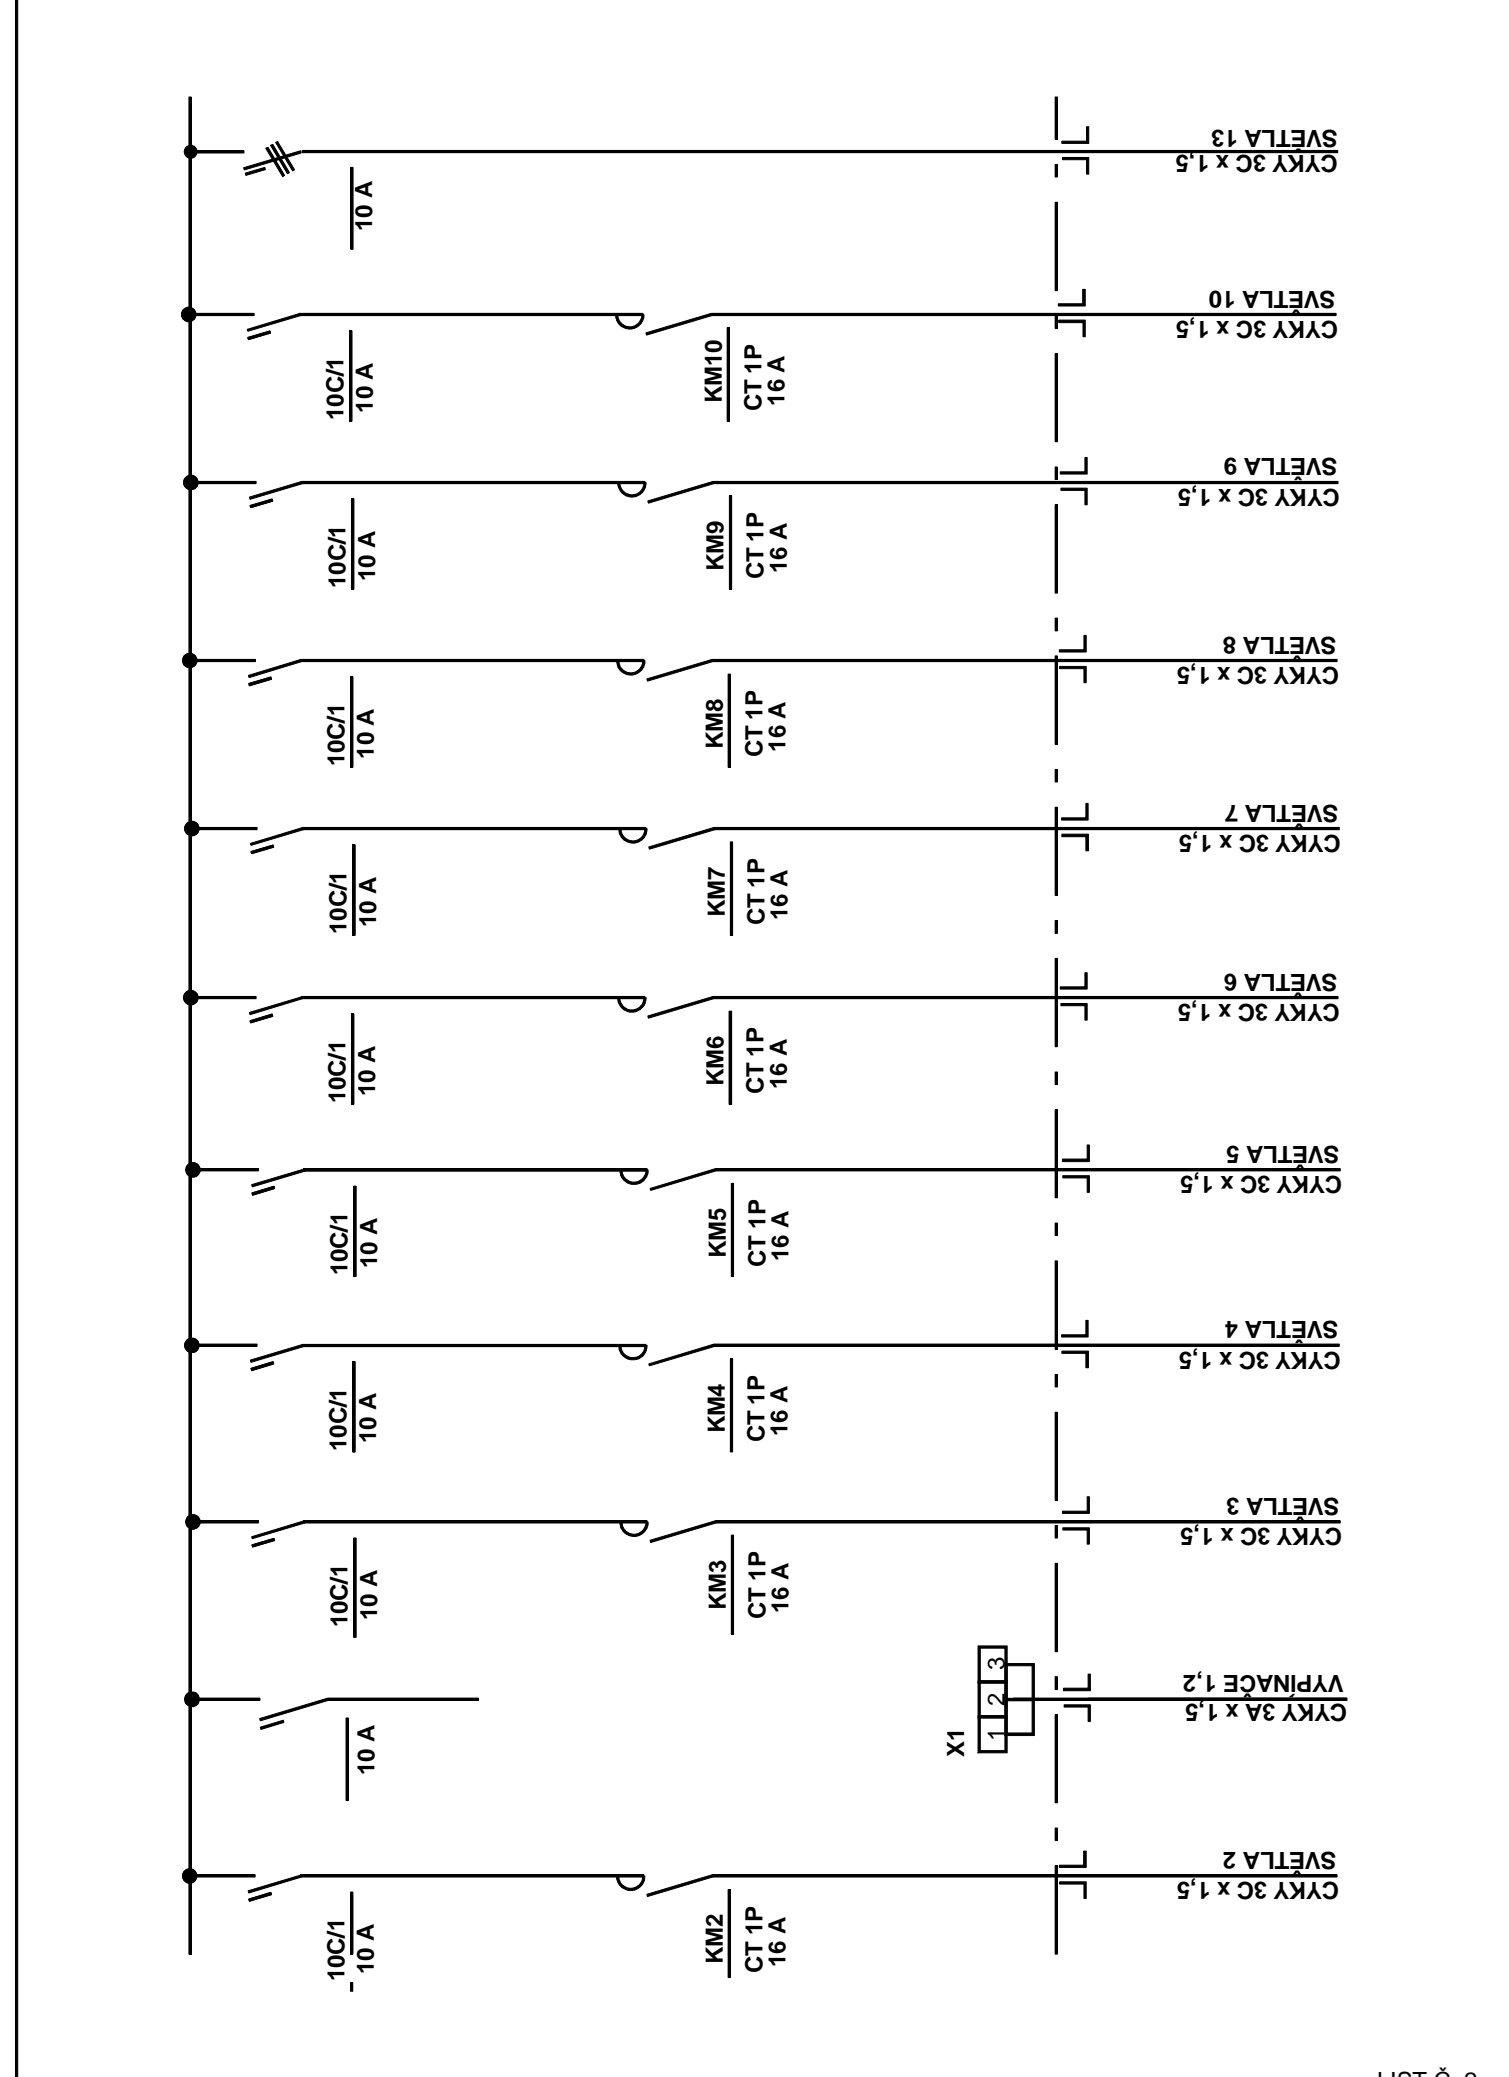 SVĚTLA 13
CYKY 3C x 1,5
10 A
SVĚTLA 10
CYKY 3C x 1,5
10C/1
10 A
KM10
CT 1P
16 A
SVĚTLA 9
CYKY 3C x 1,5
10C/1
10 A
KM9
CT 1P
16 A
SVĚTLA 8
CYKY 3C x 1,5
10C/1
10 A
KM8
CT 1P
16 A
SVĚTLA 7
CYKY 3C x 1,5
10C/1
10 A
KM7
CT 1P
16 A
SVĚTLA 6
CYKY 3C x 1,5
10C/1
10 A
KM6
CT 1P
16 A
SVĚTLA 5
CYKY 3C x 1,5
10C/1
10 A
KM5
CT 1P
16 A
SVĚTLA 4
CYKY 3C x 1,5
10C/1
10 A
KM4
CT 1P
16 A
SVĚTLA 3
CYKY 3C x 1,5
10C/1
10 A
KM3
CT 1P
16 A
VYPÍNAČE 1,2
CYKY 3A x 1,5
10 A
X1
1 2 3
SVĚTLA 2
CYKY 3C x 1,5
10C/1
10 A
KM2
CT 1P
16 A
LIST Č.